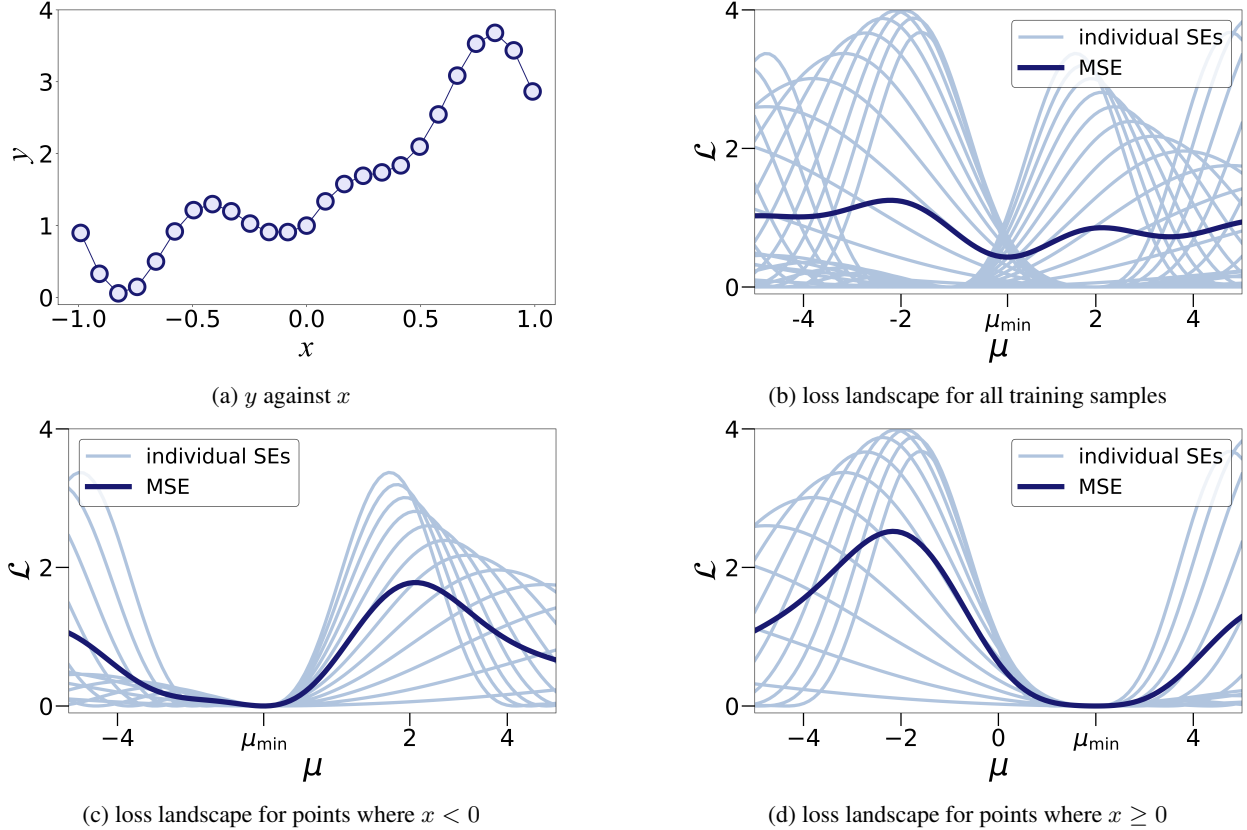 4
3
2
1
0
y
−1.0 −0.5 0.0 0.5 1.0
x
(a) y against x
individual SEs
MSE
4
2
0
ℒ
-4 -2 μmin 2 4
μ
(b) loss landscape for all training samples
individual SEs
MSE
4
2
0
ℒ
−4 μmin 2 4
μ
(c) loss landscape for points where x < 0
individual SEs
MSE
4
2
0
ℒ
−4 −2 0 μmin 4
μ
(d) loss landscape for points where x ≥ 0